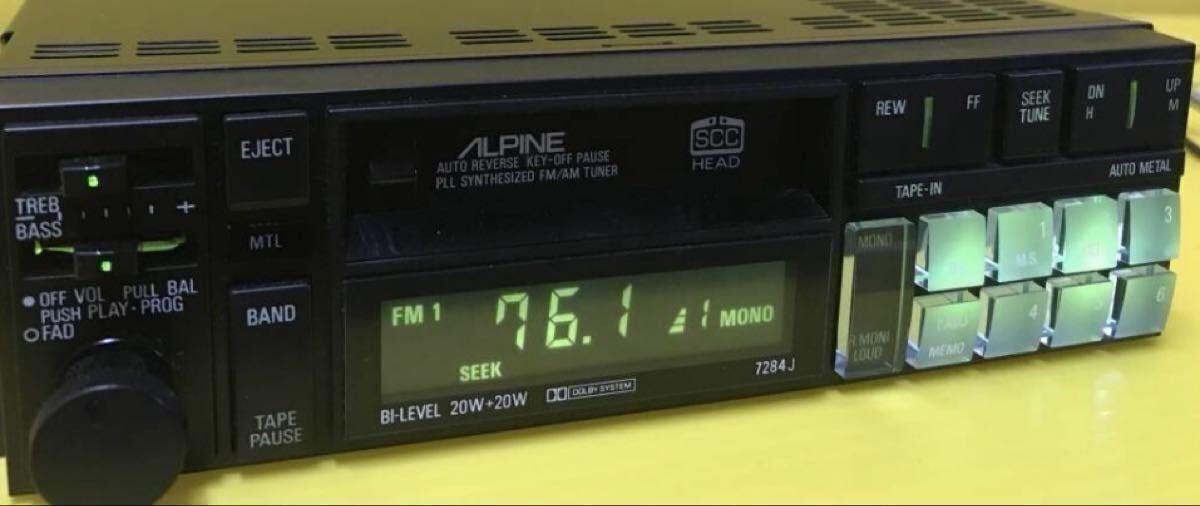 EJECT
MTL
BAND
TAPE
PAUSE
TREB
BASS
+
OFF VOL PULL BAL
PUSH PLAY·PROG
FAD
ALPINE
AUTO REVERSE KEY-OFF PAUSE
PLL SYNTHESIZED FM/AM TUNER
SCC
HEAD
FM 1 76.1 1 MONO
SEEK
BI-LEVEL 20W+20W DOLBY SYSTEM
7284J
REW FF
SEEK
TUNE
DN UP
H M
TAPE-IN
AUTO METAL
MONO
1
M.S.
3
LOUD
MEMO
4
5
6